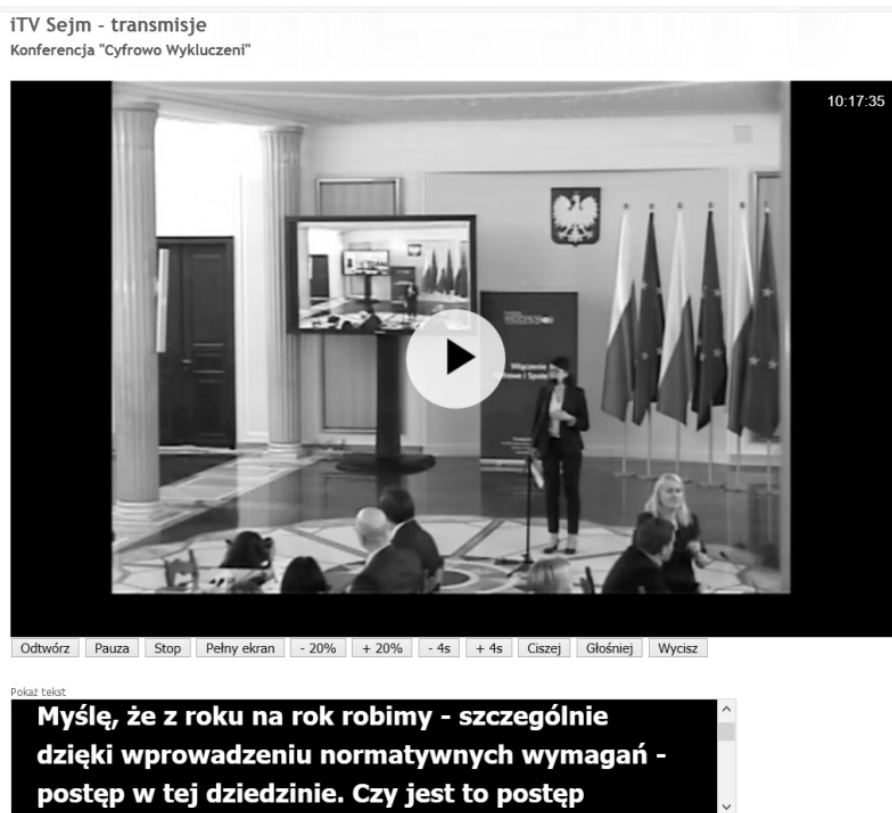 iTV Sejm - transmisje
Konferencja "Cyfrowo Wykluczeni"
10:17:35
Włączenie
Odtwórz Pauza Stop Pełny ekran - 20% + 20% - 4s + 4s Ciszej Głośniej Wycisz
Pokaż tekst
Myślę, że z roku na rok robimy - szczególnie
dzięki wprowadzeniu normatywnych wymagań -
postęp w tej dziedzinie. Czy jest to postęp